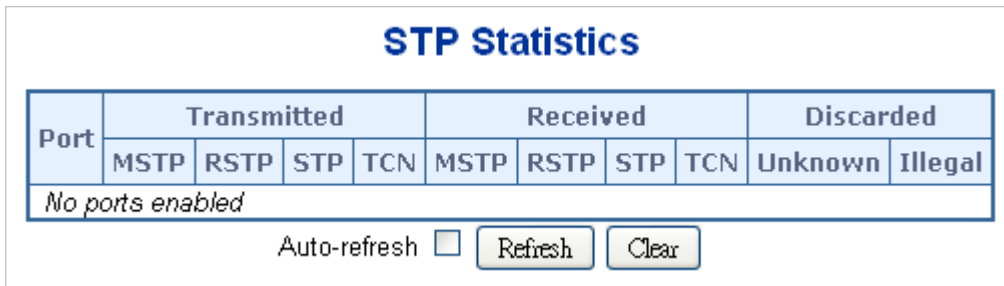 STP Statistics
Port Transmitted Received Discarded
MSTP RSTP STP TCN MSTP RSTP STP TCN Unknown Illegal
No ports enabled
Auto-refresh Refresh Clear